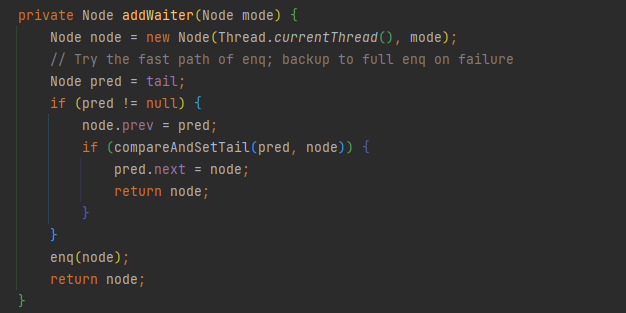 private Node addWaiter(Node mode) {
    Node node = new Node(Thread.currentThread(), mode);
    // Try the fast path of enq; backup to full enq on failure
    Node pred = tail;
    if (pred != null) {
        node.prev = pred;
        if (compareAndSetTail(pred, node)) {
            pred.next = node;
            return node;
        }
    }
    enq(node);
    return node;
}